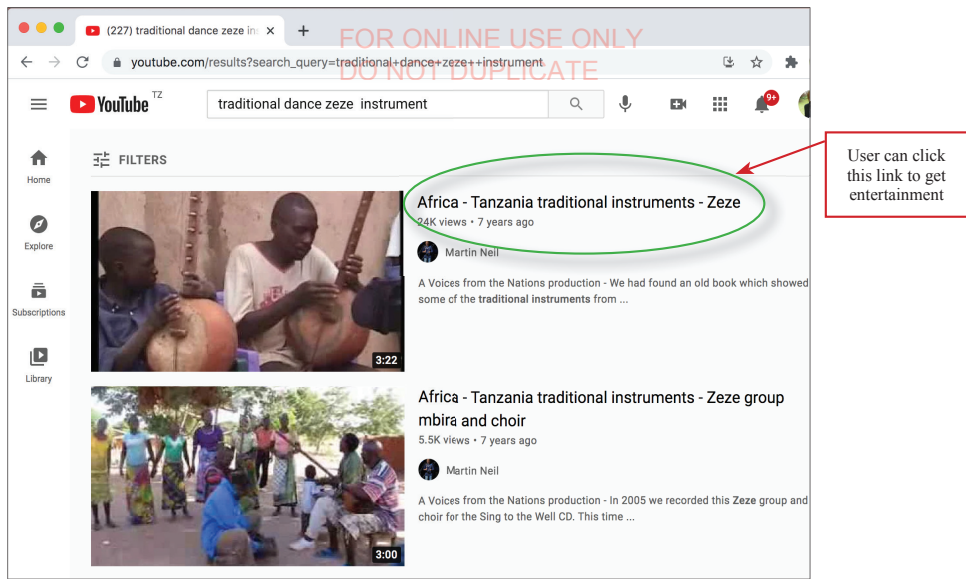 (227) traditional dance zeze in
FOR ONLINE USE ONLY
youtube.com/results?search_query=traditional+dance+zeze++instrument
DO NOT DUPLICATE
YouTube TZ
traditional dance zeze instrument
9+
FILTERS
Home
Explore
Subscriptions
Library
3:22
Africa - Tanzania traditional instruments - Zeze
24K views • 7 years ago
Martin Neil
A Voices from the Nations production - We had found an old book which showed
some of the traditional instruments from ...
User can click
this link to get
entertainment
3:00
Africa - Tanzania traditional instruments - Zeze group
mbira and choir
5.5K views • 7 years ago
Martin Neil
A Voices from the Nations production - In 2005 we recorded this Zeze group and
choir for the Sing to the Well CD. This time ...